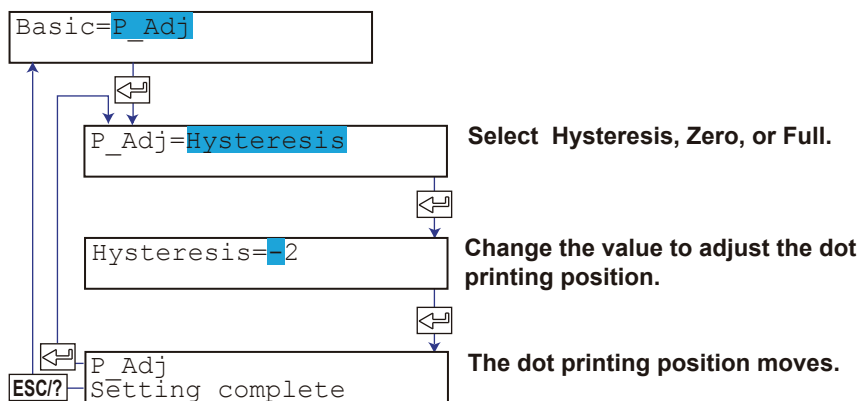 Basic=P_Adj
P_Adj=Hysteresis
Select Hysteresis, Zero, or Full.
Hysteresis=-2
Change the value to adjust the dot
printing position.
P_Adj
Setting complete
The dot printing position moves.
ESC/?